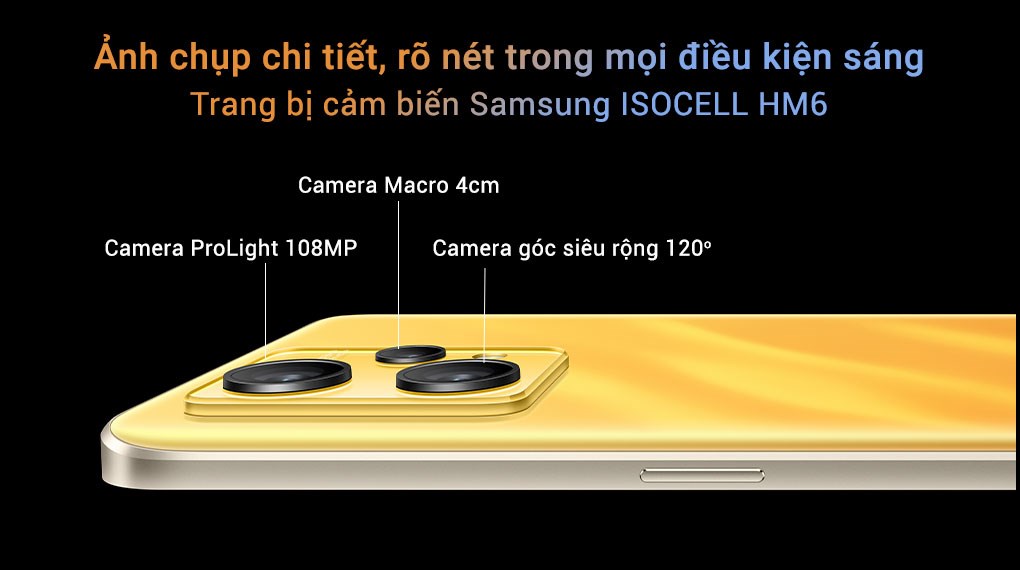 Ảnh chụp chi tiết, rõ nét trong mọi điều kiện sáng
Trang bị cảm biến Samsung ISOCELL HM6
Camera Macro 4cm
Camera ProLight 108MP
Camera góc siêu rộng 120º